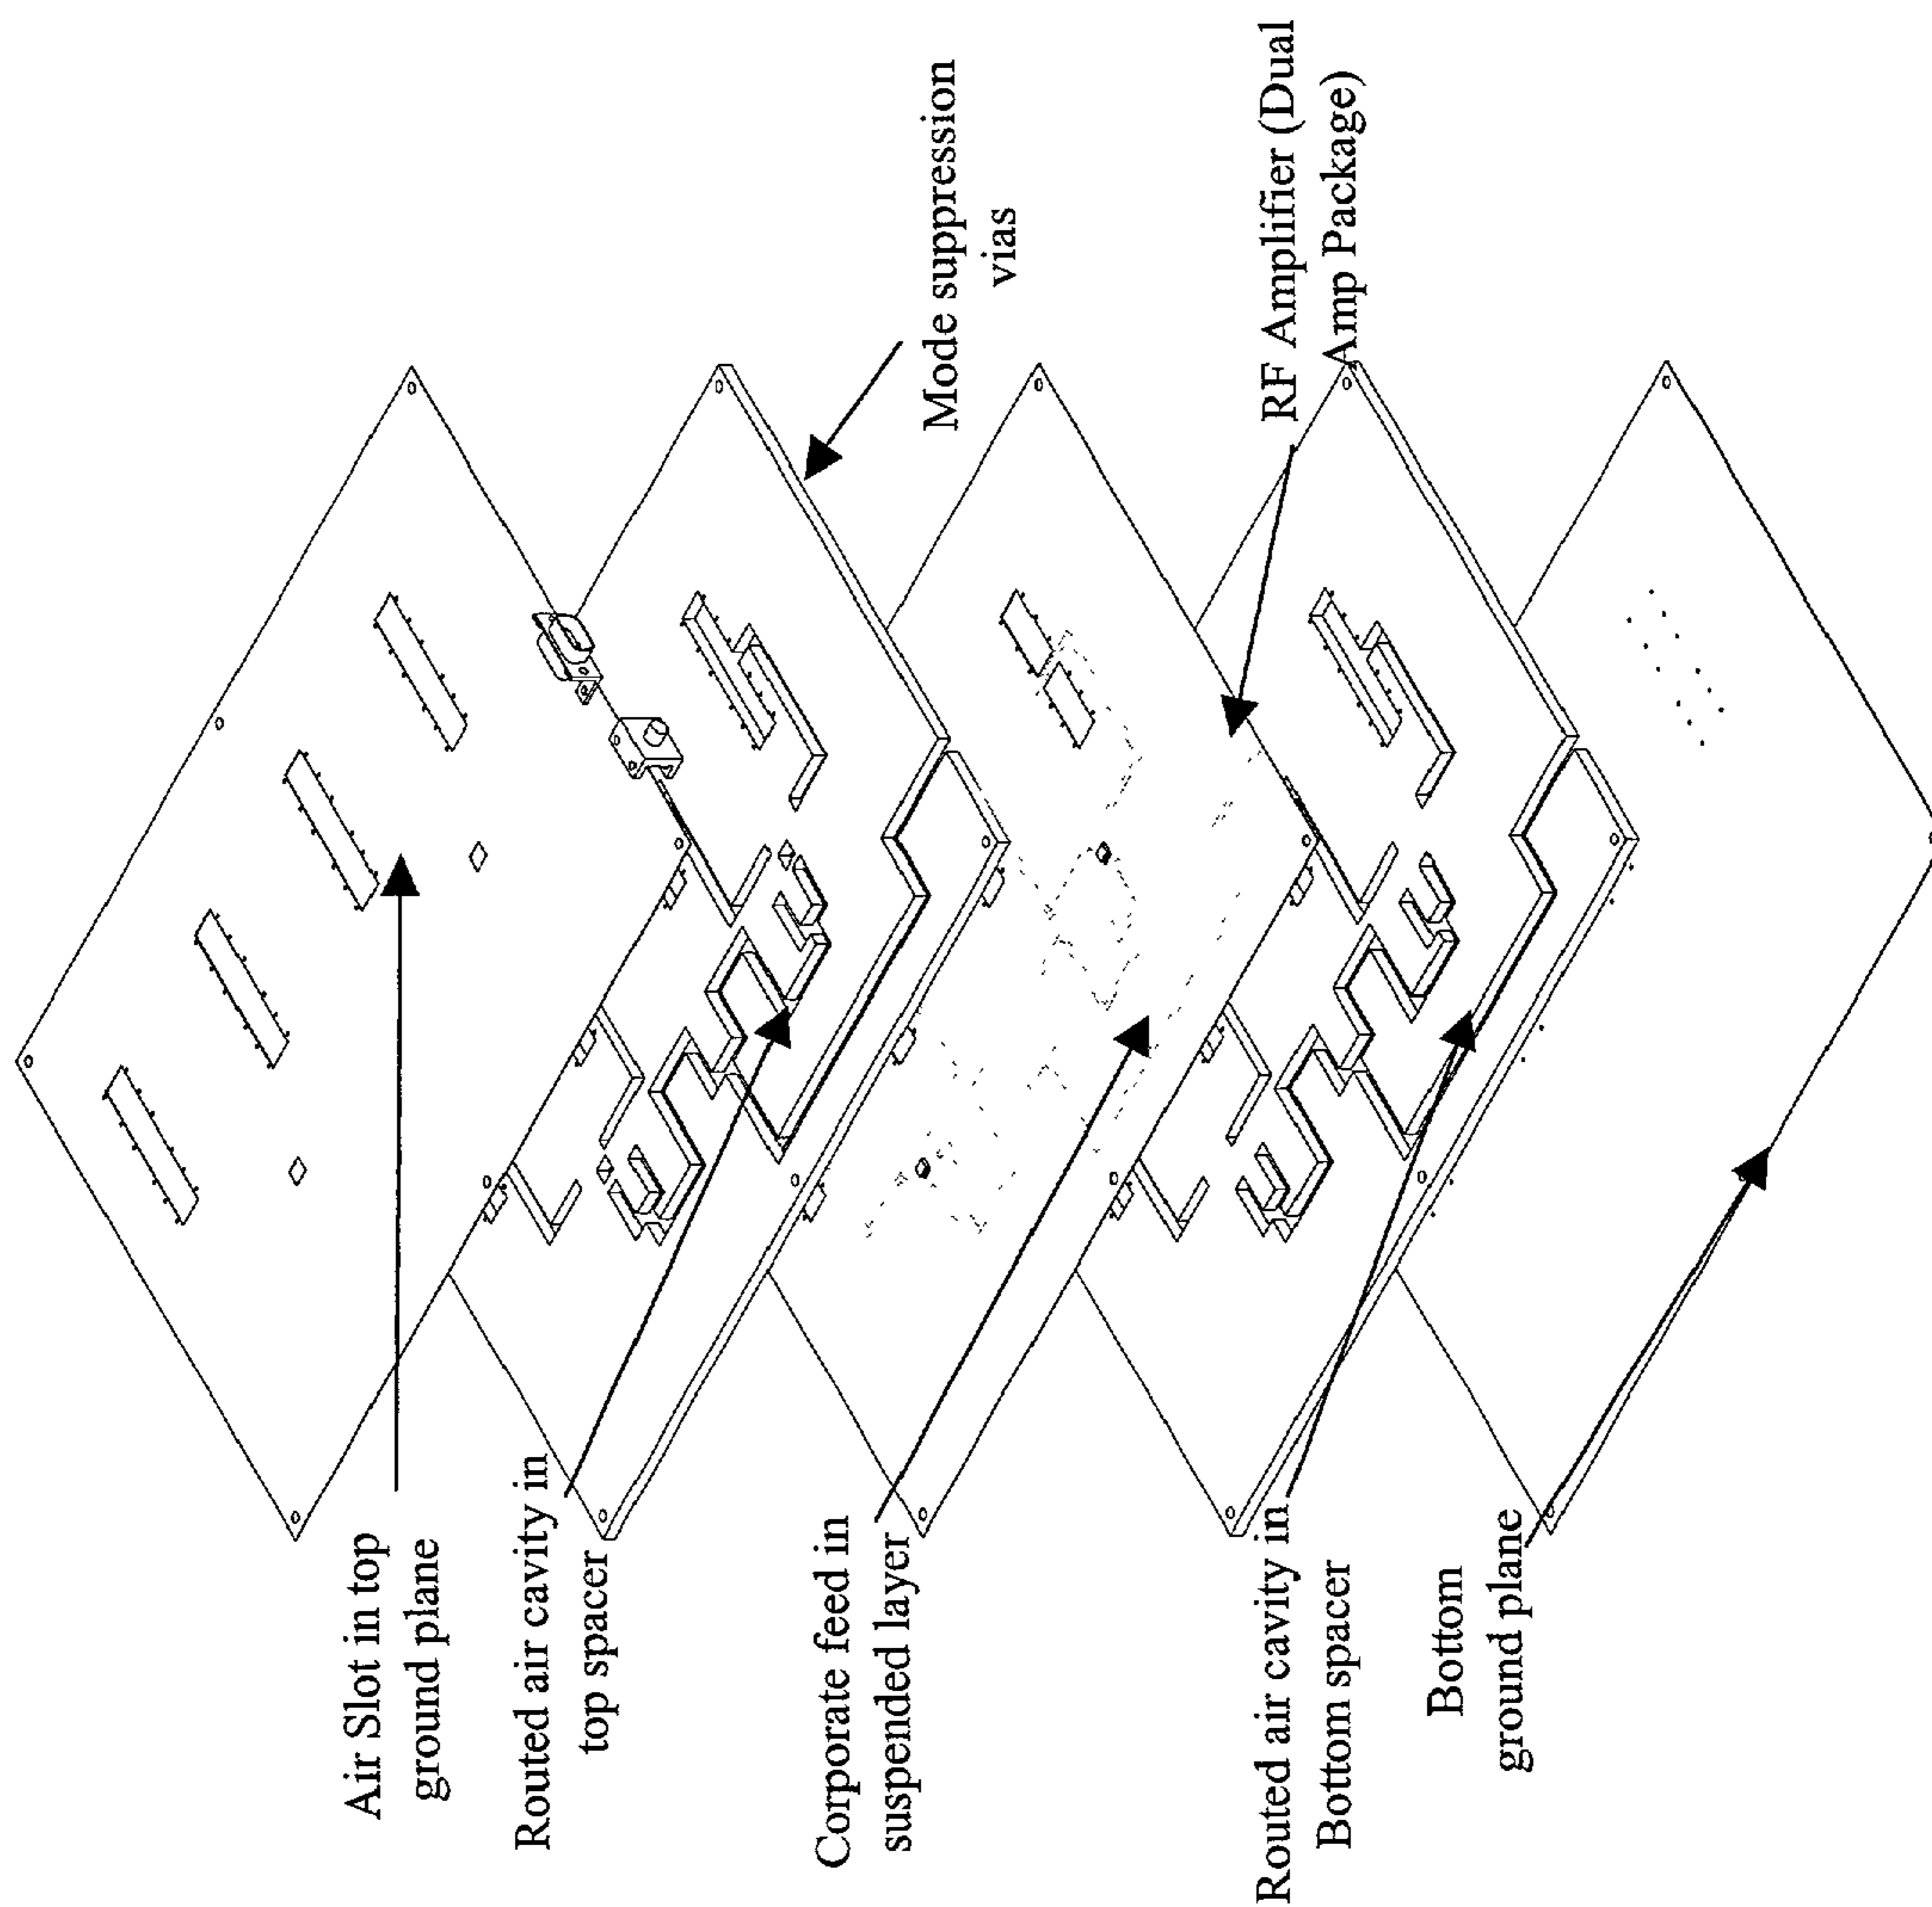 Air Slot in top
ground plane
Routed air cavity in
top spacer
Corporate feed in
suspended layer
Routed air cavity in
Bottom spacer
Bottom
ground plane
Mode suppression
vias
RF Amplifier (Dual
Amp Package)